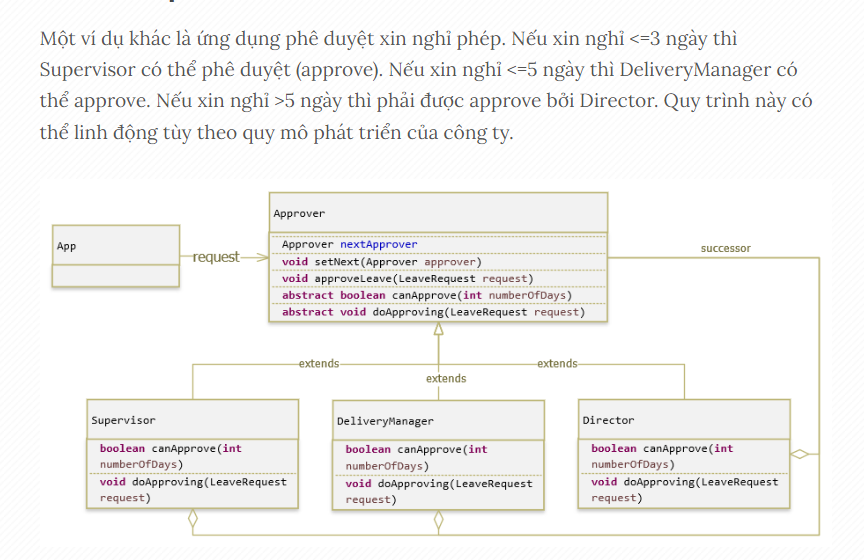 Một ví dụ khác là ứng dụng phê duyệt xin nghỉ phép. Nếu xin nghỉ <=3 ngày thì
Supervisor có thể phê duyệt (approve). Nếu xin nghỉ <=5 ngày thì DeliveryManager có
thể approve. Nếu xin nghỉ >5 ngày thì phải được approve bởi Director. Quy trình này có
thể linh động tùy theo quy mô phát triển của công ty.
Approver
App
Approver nextApprover
successor
request
void setNext(Approver approver)
void approveLeave(LeaveRequest request)
abstract boolean canApprove(int numberOfDays)
abstract void doApproving(LeaveRequest request)
extends
extends
extends
Supervisor
boolean canApprove(int
numberOfDays)
void doApproving(LeaveRequest
request)
DeliveryManager
boolean canApprove(int
numberOfDays)
void doApproving(LeaveRequest
request)
Director
boolean canApprove(int
numberOfDays)
void doApproving(LeaveRequest
request)